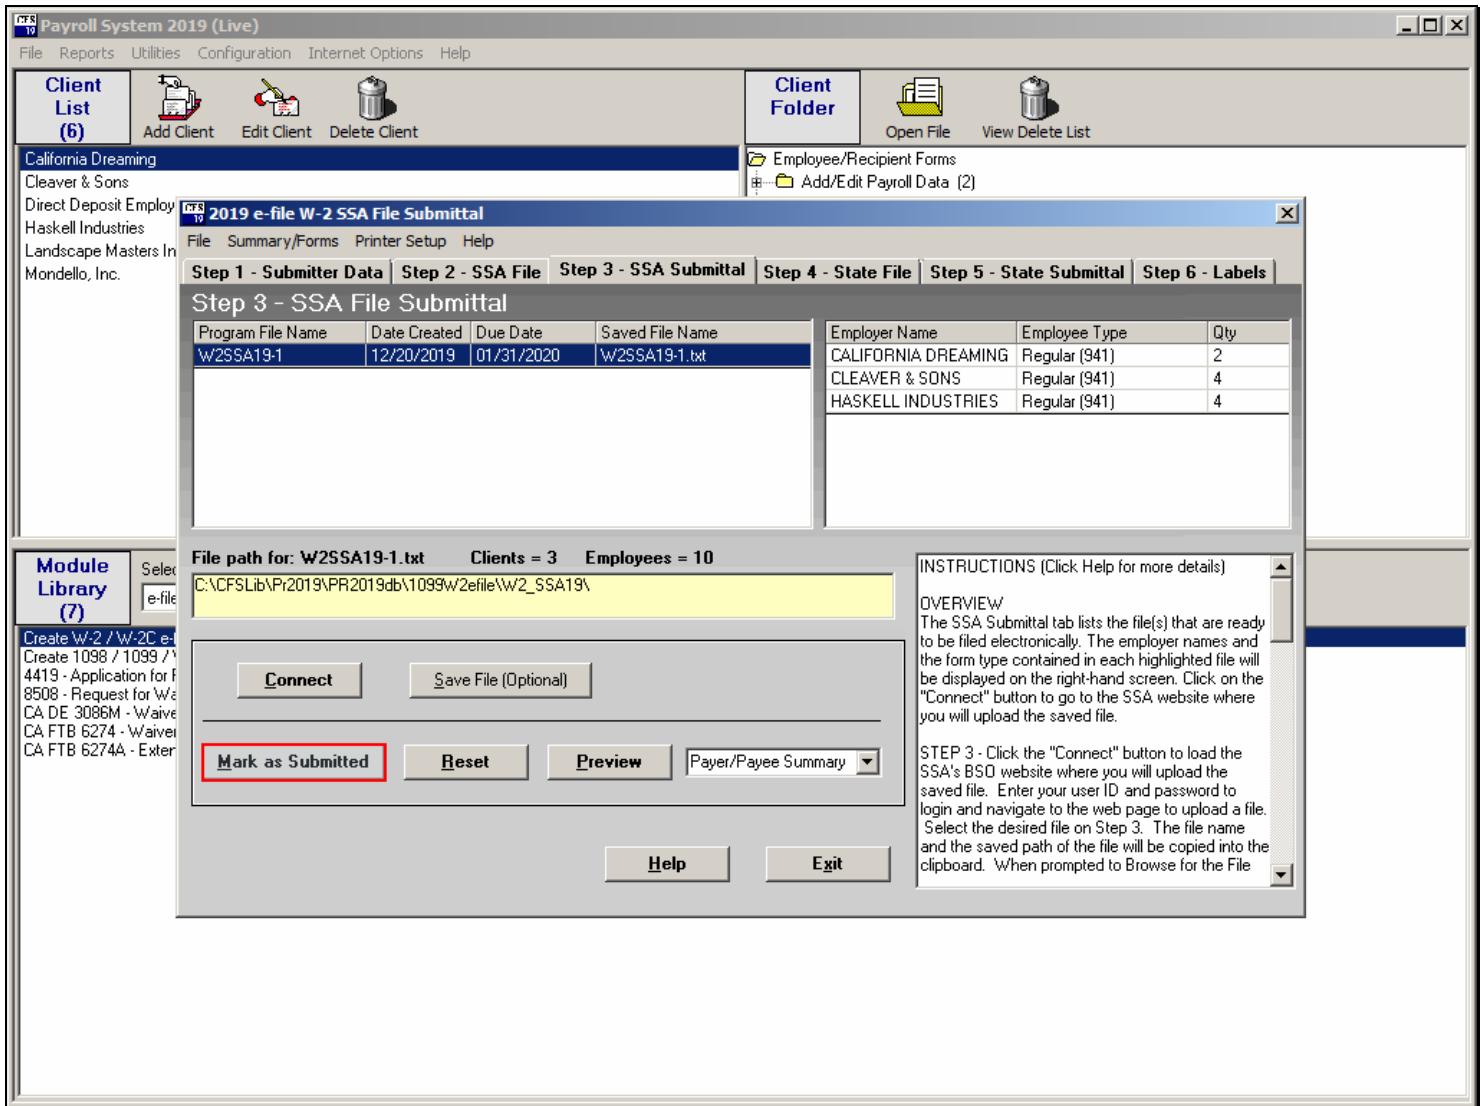 CFS 19 Payroll System 2019 (Live)
File Reports Utilities Configuration Internet Options Help
Client List (6)
Add Client Edit Client Delete Client
Client Folder
Open File View Delete List
California Dreaming
Cleaver & Sons
Direct Deposit Employ
Haskell Industries
Landscape Masters In
Mondello, Inc.
Employee/Recipient Forms
Add/Edit Payroll Data (2)
CFS 19 2019 e-file W-2 SSA File Submittal
File Summary/Forms Printer Setup Help
Step 1 - Submitter Data Step 2 - SSA File Step 3 - SSA Submittal Step 4 - State File Step 5 - State Submittal Step 6 - Labels
Step 3 - SSA File Submittal
Program File Name Date Created Due Date Saved File Name
W2SSA19-1 12/20/2019 01/31/2020 W2SSA19-1.txt
Employer Name Employee Type Qty
CALIFORNIA DREAMING Regular (941) 2
CLEAVER & SONS Regular (941) 4
HASKELL INDUSTRIES Regular (941) 4
File path for: W2SSA19-1.txt Clients = 3 Employees = 10
C:\CFSLib\Pr2019\PR2019db\1099W2efile\W2_SSA19\
Connect Save File (Optional)
Mark as Submitted Reset Preview Payer/Payee Summary
Help Exit
INSTRUCTIONS (Click Help for more details)
OVERVIEW
The SSA Submittal tab lists the file(s) that are ready
to be filed electronically. The employer names and
the form type contained in each highlighted file will
be displayed on the right-hand screen. Click on the
"Connect" button to go to the SSA website where
you will upload the saved file.
STEP 3 - Click the "Connect" button to load the
SSA's BSO website where you will upload the
saved file. Enter your user ID and password to
login and navigate to the web page to upload a file.
Select the desired file on Step 3. The file name
and the saved path of the file will be copied into the
clipboard. When prompted to Browse for the File
Module Library (7)
Selec
e-file
Create W-2 / W-2C e-
Create 1098 / 1099 /
4419 - Application for
8508 - Request for Wa
CA DE 3086M - Waive
CA FTB 6274 - Waiver
CA FTB 6274A - Exter